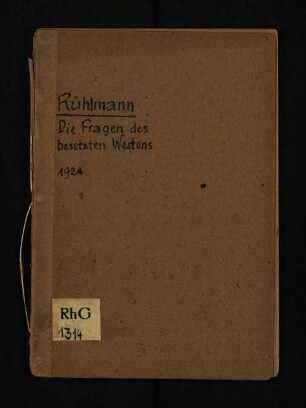 Rühlmann
Die Fragen des
besetzten Westens
1924
RhG
1314